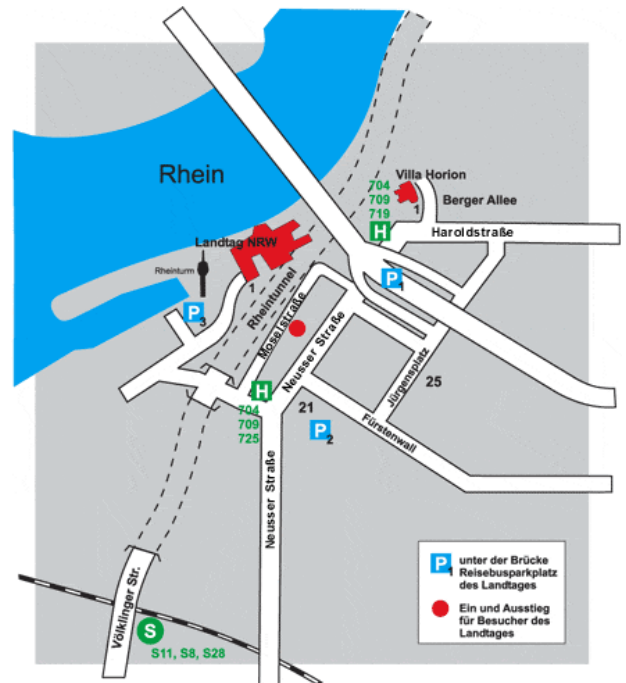 Rhein
Villa Horion
704
709
719
1
Berger Allee
H
Haroldstraße
Landtag NRW
Rheinturm
1
P
1
P
3
Rheintunnel
Moselstraße
Neusser Straße
Jürgensplatz
25
H
704
709
725
21
P
2
Fürstenwall
Neusser Straße
Völklinger Str.
S
S11, S8, S28
P
1
unter der Brücke
Reisebusparkplatz
des Landtages
Ein und Ausstieg
für Besucher des
Landtages